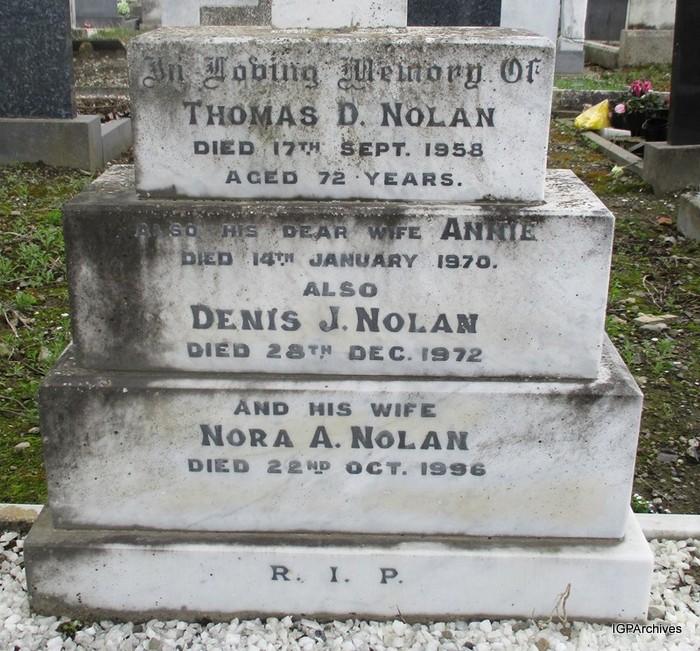 In Loving Memory Of
THOMAS D. NOLAN
DIED 17TH SEPT. 1958
AGED 72 YEARS.
ALSO HIS DEAR WIFE ANNIE
DIED 14TH JANUARY 1970.
ALSO
DENIS J. NOLAN
DIED 28TH DEC. 1972
AND HIS WIFE
NORA A. NOLAN
DIED 22ND OCT. 1996
R. I. P.
IGPArchives